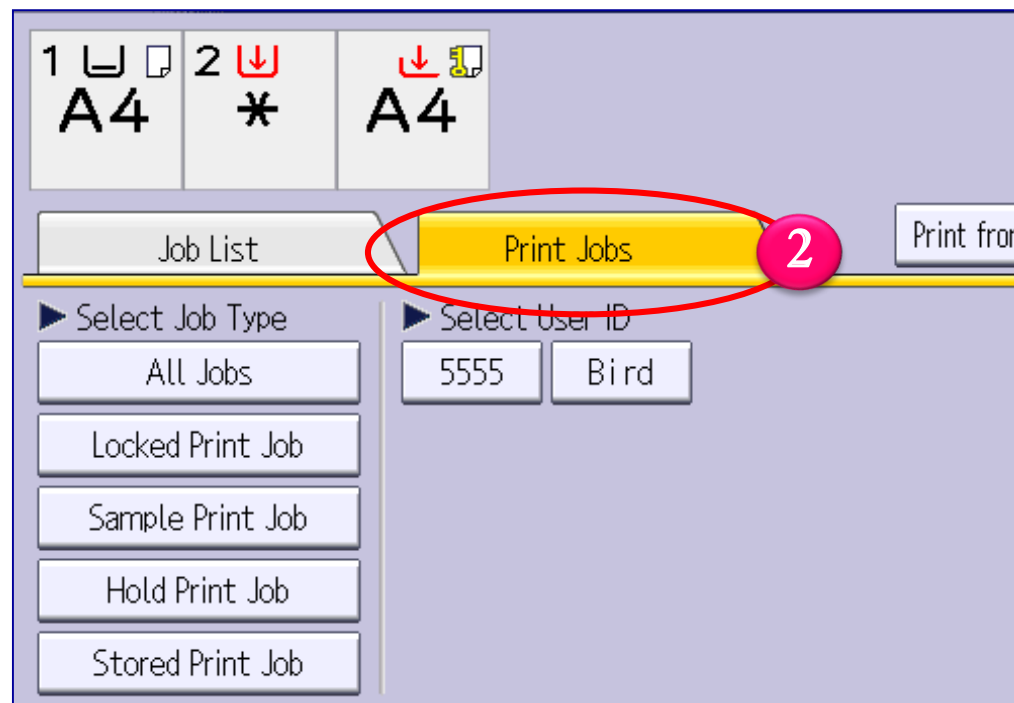 1 2
A4 * A4
Job List Print Jobs 2 Print from
Select Job Type Select User ID
All Jobs 5555 Bird
Locked Print Job
Sample Print Job
Hold Print Job
Stored Print Job